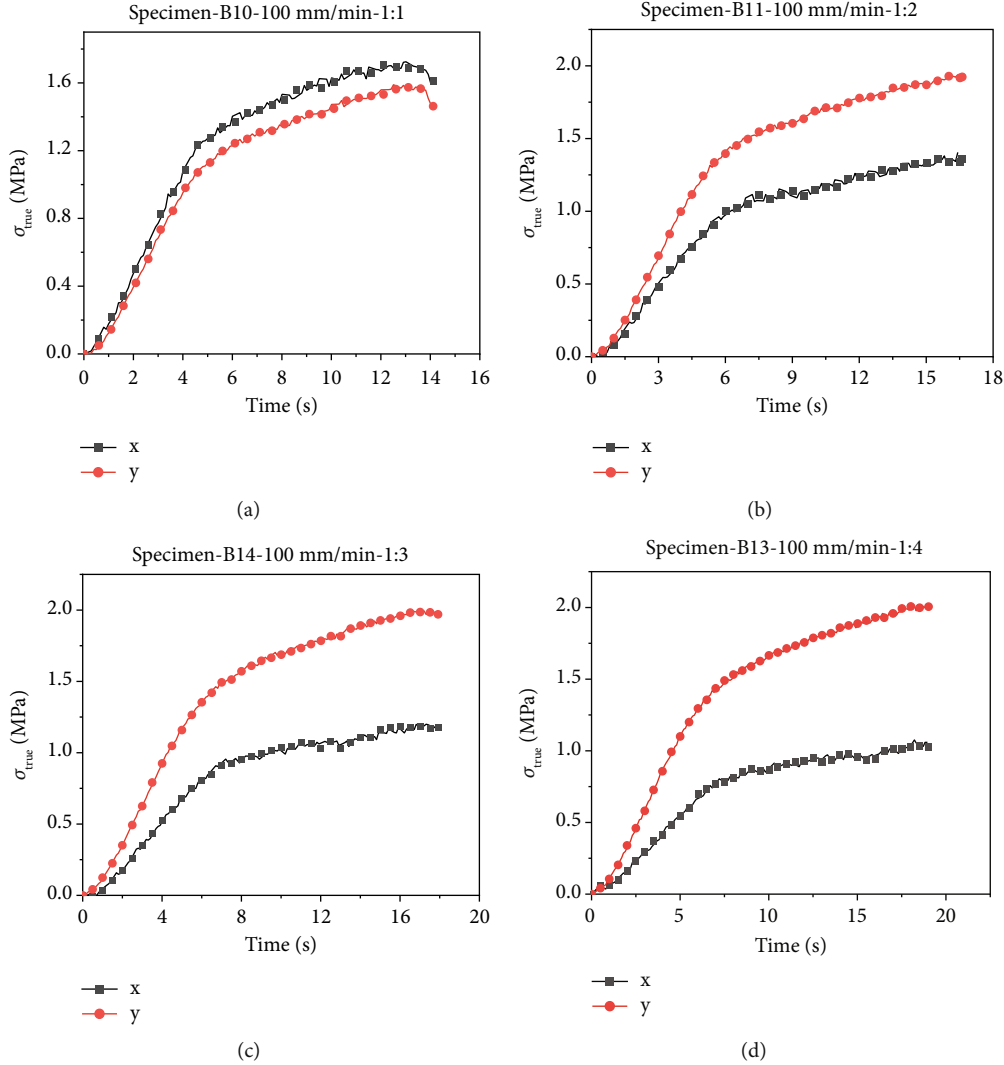 Specimen-B10-100 mm/min-1:1
σtrue (MPa)
1.6
1.2
0.8
0.4
0.0
0 2 4 6 8 10 12 14 16
Time (s)
x
y
(a)
Specimen-B11-100 mm/min-1:2
σtrue (MPa)
2.0
1.5
1.0
0.5
0.0
0 3 6 9 12 15 18
Time (s)
x
y
(b)
Specimen-B14-100 mm/min-1:3
σtrue (MPa)
2.0
1.5
1.0
0.5
0.0
0 4 8 12 16 20
Time (s)
x
y
(c)
Specimen-B13-100 mm/min-1:4
σtrue (MPa)
2.0
1.5
1.0
0.5
0.0
0 5 10 15 20
Time (s)
x
y
(d)